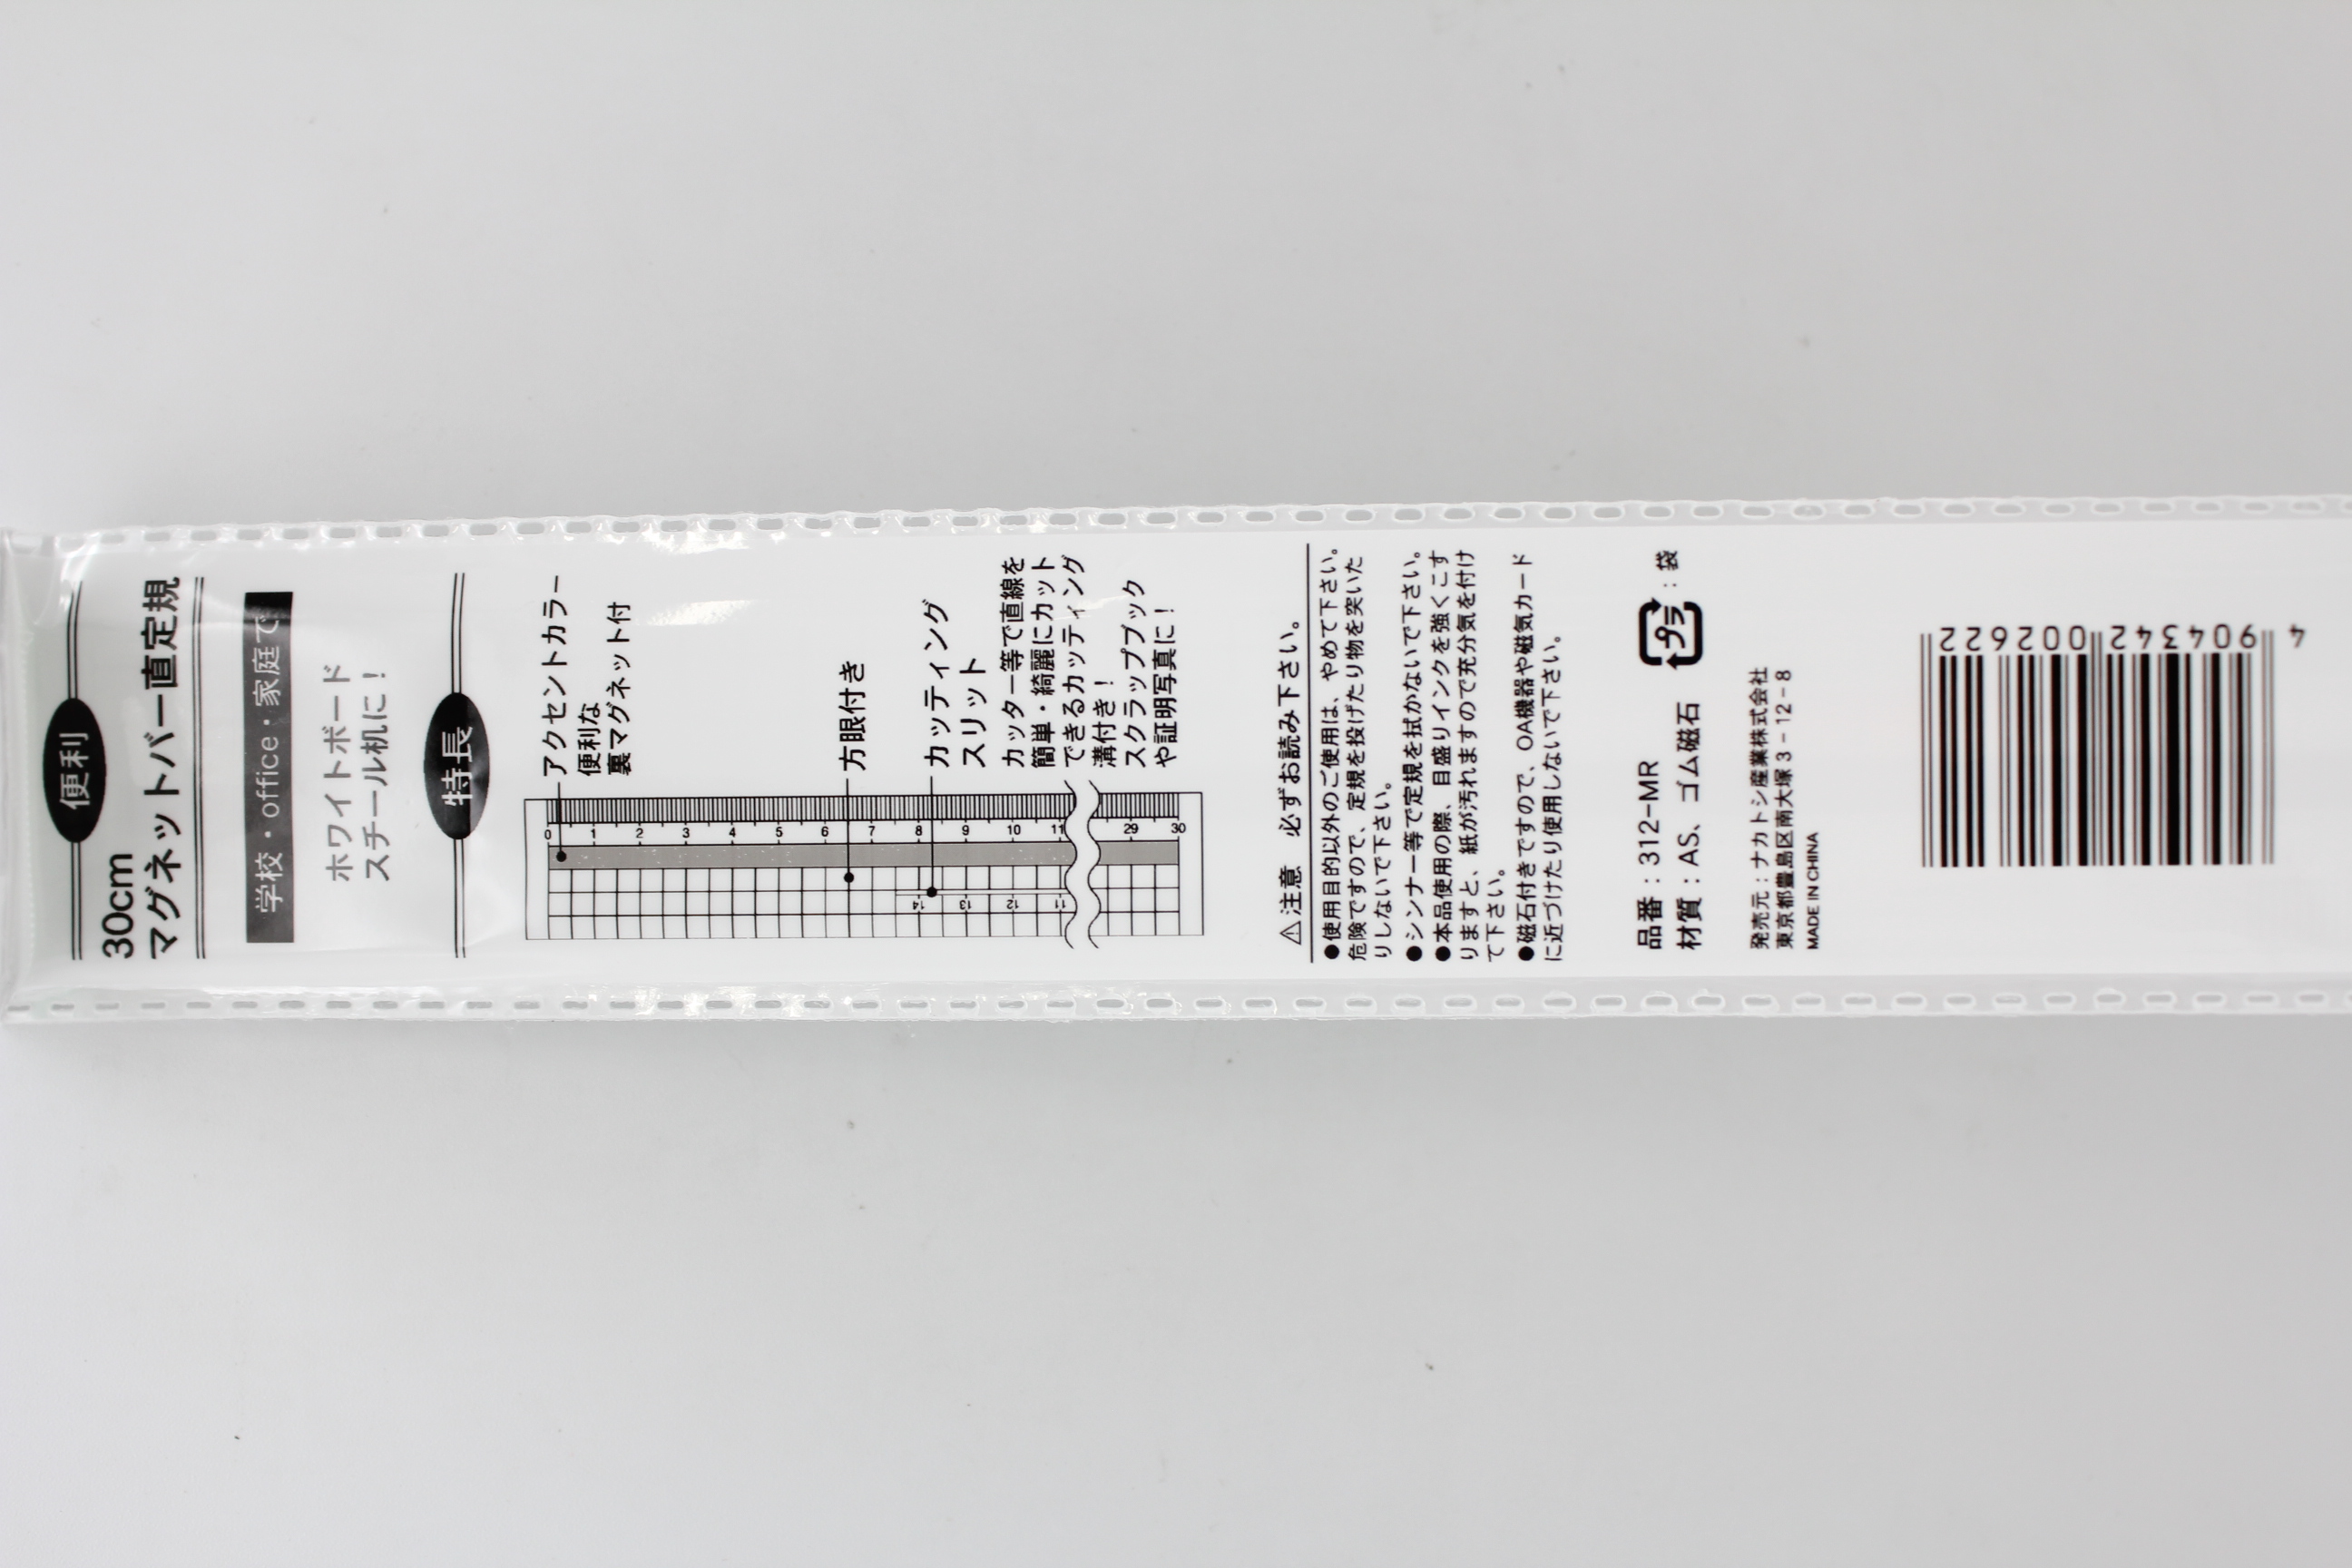 便利
30cm
マグネットバー直定規
学校・office・家庭で
ホワイトボード
スチール机に！
特長
アクセントカラー
便利な
裏マグネット付
方眼付き
カッティング
スリット
カッター等で直線を
簡単・綺麗にカット
できるカッティング
溝付き！
スクラップブック
や証明写真に！
0 1 2 3 4 5 6 7 8 9 10 11 29 30
14 13 12 11
⚠注意 必ずお読み下さい。
●使用目的以外のご使用は、やめて下さい。
危険ですので、定規を投げたり物を突いた
りしないで下さい。
●シンナー等で定規を拭かないで下さい。
●本品使用の際、目盛りインクを強くこす
りますと、紙が汚れますので充分気を付け
て下さい。
●磁石付きですので、OA機器や磁気カード
に近づけたり使用しないで下さい。
品番：312-MR
材質：AS、ゴム磁石
プラ：袋
発売元：ナカトシ産業株式会社
東京都豊島区南大塚3-12-8
MADE IN CHINA
4 904342 002622